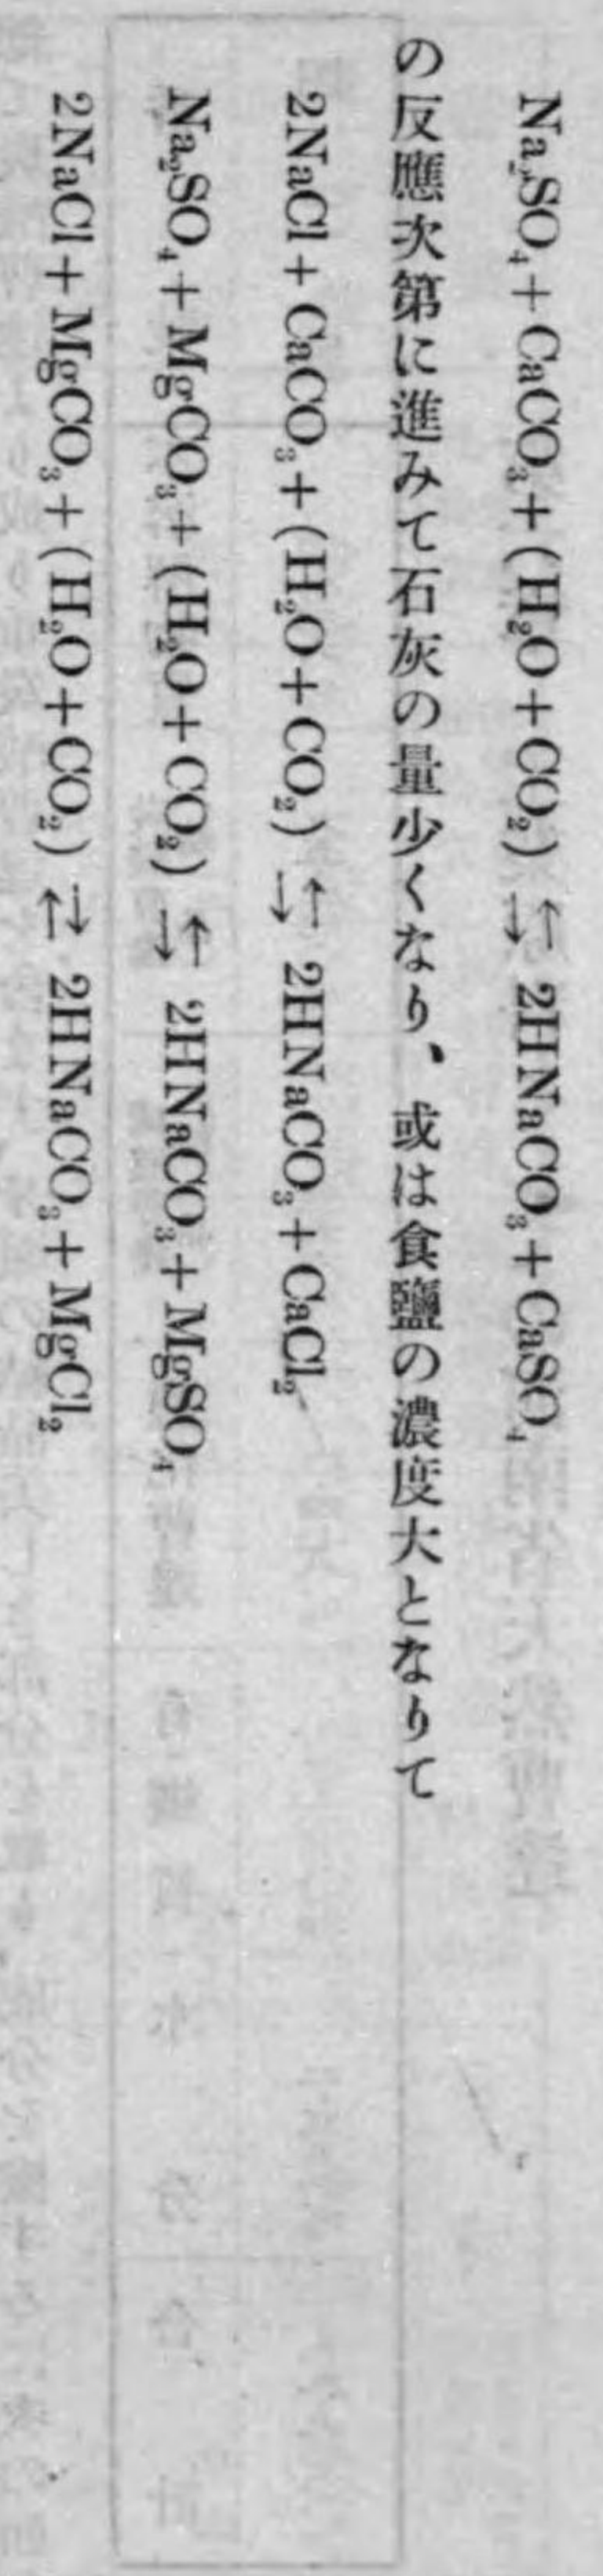 Na₂SO₄+CaCO₃+(H₂O+CO₂) ⇄ 2HNaCO₃+CaSO₄
の反應次第に進みて石灰の量少くなり、或は食鹽の濃度大となりて
2NaCl+CaCO₃+(H₂O+CO₂) ⇄ 2HNaCO₃+CaCl₂
Na₂SO₄+MgCO₃+(H₂O+CO₂) ⇄ 2HNaCO₃+MgSO₄
2NaCl+MgCO₃+(H₂O+CO₂) ⇄ 2HNaCO₃+MgCl₂